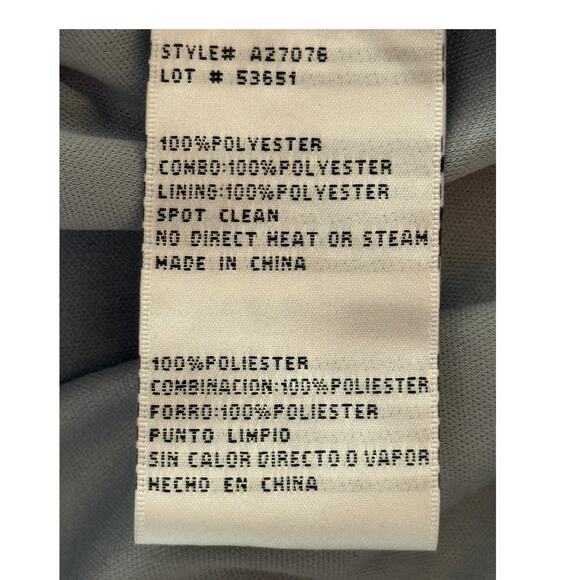 STYLE# A27076
LOT # 53651
100%POLYESTER
COMBO:100%POLYESTER
LINING:100%POLYESTER
SPOT CLEAN
NO DIRECT HEAT OR STEAM
MADE IN CHINA
100%POLIESTER
COMBINACION:100%POLIESTER
FORRO:100%POLIESTER
PUNTO LIMPIO
SIN CALOR DIRECTO O VAPOR
HECHO EN CHINA